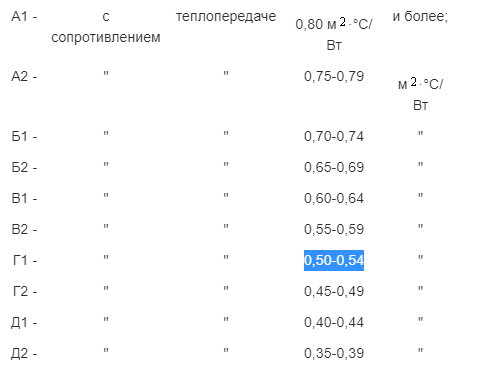 А1 - с сопротивлением теплопередаче 0,80 м 2 ·°С/Вт и более;
А2 - " " 0,75-0,79 м 2 ·°С/Вт
Б1 - " " 0,70-0,74 "
Б2 - " " 0,65-0,69 "
В1 - " " 0,60-0,64 "
В2 - " " 0,55-0,59 "
Г1 - " " 0,50-0,54 "
Г2 - " " 0,45-0,49 "
Д1 - " " 0,40-0,44 "
Д2 - " " 0,35-0,39 "